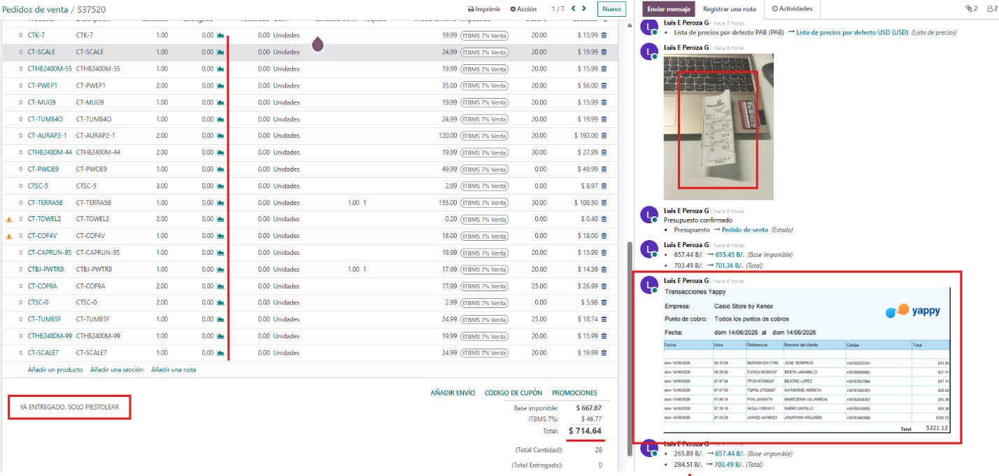 Pedidos de venta / S37520
Imprimir Acción 1 / 7 Nuevo
CTK-7 CTK-7 1.00 0.00 0.00 Unidades 19.99 ITBMS 7% Venta 20.00 $ 15.99
CT-SCALE CT-SCALE 1.00 0.00 0.00 Unidades 24.99 ITBMS 7% Venta 20.00 $ 19.99
CTHB2400M-55 CTHB2400M-55 1.00 0.00 0.00 Unidades 19.99 ITBMS 7% Venta 20.00 $ 15.99
CT-PWEP1 CT-PWEP1 2.00 0.00 0.00 Unidades 35.00 ITBMS 7% Venta 20.00 $ 56.00
CT-MUG9 CT-MUG9 1.00 0.00 0.00 Unidades 19.99 ITBMS 7% Venta 20.00 $ 15.99
CT-TUMB4O CT-TUMB4O 1.00 0.00 0.00 Unidades 24.99 ITBMS 7% Venta 20.00 $ 19.99
CT-AURAP2-1 CT-AURAP2-1 2.00 0.00 0.00 Unidades 120.00 ITBMS 7% Venta 20.00 $ 192.00
CTHB2400M-44 CTHB2400M-44 2.00 0.00 0.00 Unidades 19.99 ITBMS 7% Venta 30.00 $ 27.99
CT-PWOE9 CT-PWOE9 1.00 0.00 0.00 Unidades 49.99 ITBMS 7% Venta 0.00 $ 49.99
CTSC-5 CTSC-5 3.00 0.00 0.00 Unidades 2.99 ITBMS 7% Venta 0.00 $ 8.97
CT-TERRA58 CT-TERRA58 1.00 0.00 0.00 Unidades 1.00 1 155.00 ITBMS 7% Venta 30.00 $ 108.50
CT-TOWEL2 CT-TOWEL2 2.00 0.00 0.00 Unidades 0.20 ITBMS 7% Venta 0.00 $ 0.40
CT-COF4V CT-COF4V 1.00 0.00 0.00 Unidades 18.00 ITBMS 7% Venta 0.00 $ 18.00
CT-CAPRUN-95 CT-CAPRUN-95 1.00 0.00 0.00 Unidades 19.99 ITBMS 7% Venta 20.00 $ 15.99
CTBJ-PWTR9 CTBJ-PWTR9 1.00 0.00 0.00 Unidades 1.00 1 17.99 ITBMS 7% Venta 20.00 $ 14.39
CT-COF9A CT-COF9A 2.00 0.00 0.00 Unidades 17.99 ITBMS 7% Venta 25.00 $ 26.99
CTSC-0 CTSC-0 2.00 0.00 0.00 Unidades 2.99 ITBMS 7% Venta 0.00 $ 5.98
CT-TUMB5F CT-TUMB5F 1.00 0.00 0.00 Unidades 24.99 ITBMS 7% Venta 25.00 $ 18.74
CTHB2400M-99 CTHB2400M-99 1.00 0.00 0.00 Unidades 19.99 ITBMS 7% Venta 20.00 $ 15.99
CT-SCALE7 CT-SCALE7 1.00 0.00 0.00 Unidades 24.99 ITBMS 7% Venta 20.00 $ 19.99
Añadir un producto Añadir una sección Añadir una nota
AÑADIR ENVÍO CÓDIGO DE CUPÓN PROMOCIONES
YA ENTREGADO. SOLO PIESTOLEAR
Base imponible: $ 667.87
ITBMS 7%: $ 46.77
Total: $ 714.64
(Total Cantidad): 28
(Total Entregado): 0
Enviar mensaje Registrar una nota Actividades 2 2
Luis E Peroza G - hace 5 horas
Lista de precios por defecto PAB (PAB) → Lista de precios por defecto USD (USD) (Lista de precios)
Luis E Peroza G - hace 6 horas
Luis E Peroza G - hace 6 horas
Presupuesto confirmado
Presupuesto → Pedido de venta (Estado)
Luis E Peroza G - hace 6 horas
657.44 B/. → 655.45 B/. (Base imponible)
703.49 B/. → 701.36 B/. (Total)
Luis E Peroza G - hace 6 horas
Transacciones Yappy
Empresa: Casio Store by Kenex
yappy
Punto de cobro: Todos los puntos de cobros
Fecha: dom 14/06/2026 al dom 14/06/2026
Fecha Hora Referencia Nombre del cliente Celular Total
dom 14/06/2026 08:33:56 JOSE SEMPRUN +50760222241 $14.90
dom 14/06/2026 08:28:42 BERTA JARAMILLO $17.11
dom 14/06/2026 07:47:04 BEATRIZ LOPEZ $17.11
dom 14/06/2026 07:47:00 KATHERINE ARRIETA +50761303381
dom 14/06/2026 07:46:14 MARITZENIA VILLARREAL $15.39
dom 14/06/2026 07:39:16 NABIR CASTILLO $15.39
dom 14/06/2026 07:33:24 JONATHAN WILLIAMS $102.72
Total $221.12
Luis E Peroza G - hace 6 horas
265.89 B/. → 657.44 B/. (Base imponible)
284.51 B/. → 703.49 B/. (Total)